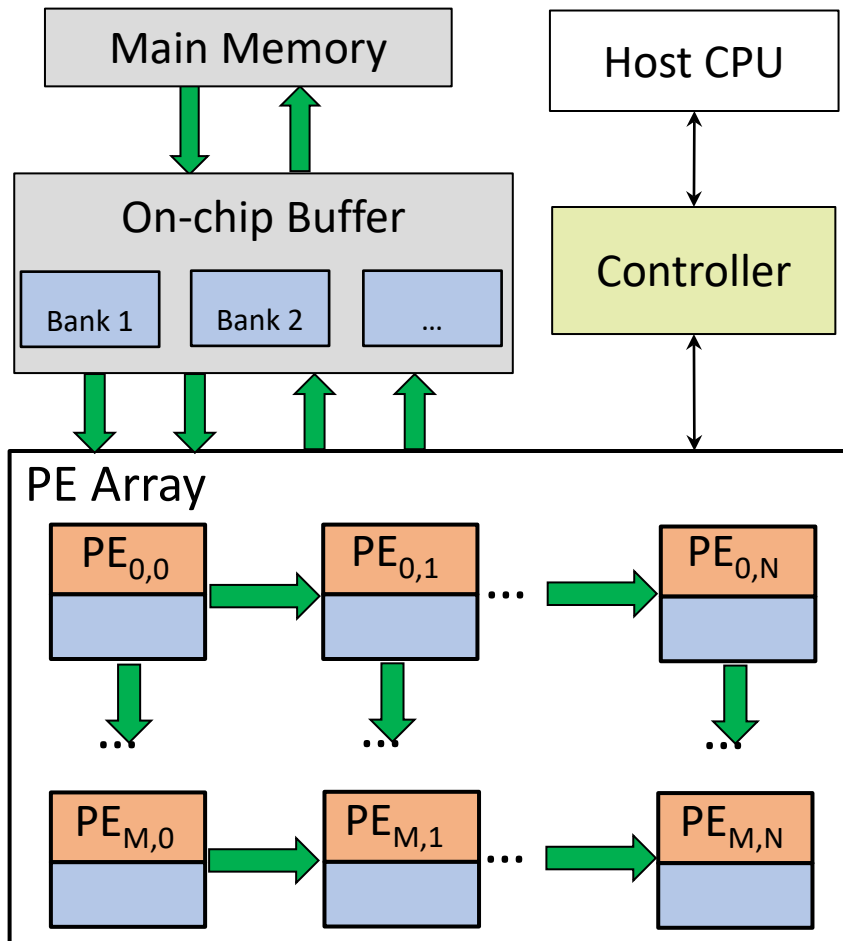 Main Memory
Host CPU
On-chip Buffer
Bank 1
Bank 2
...
Controller
PE Array
PE0,0
PE0,1
...
PE0,N
...
...
...
PEM,0
PEM,1
...
PEM,N